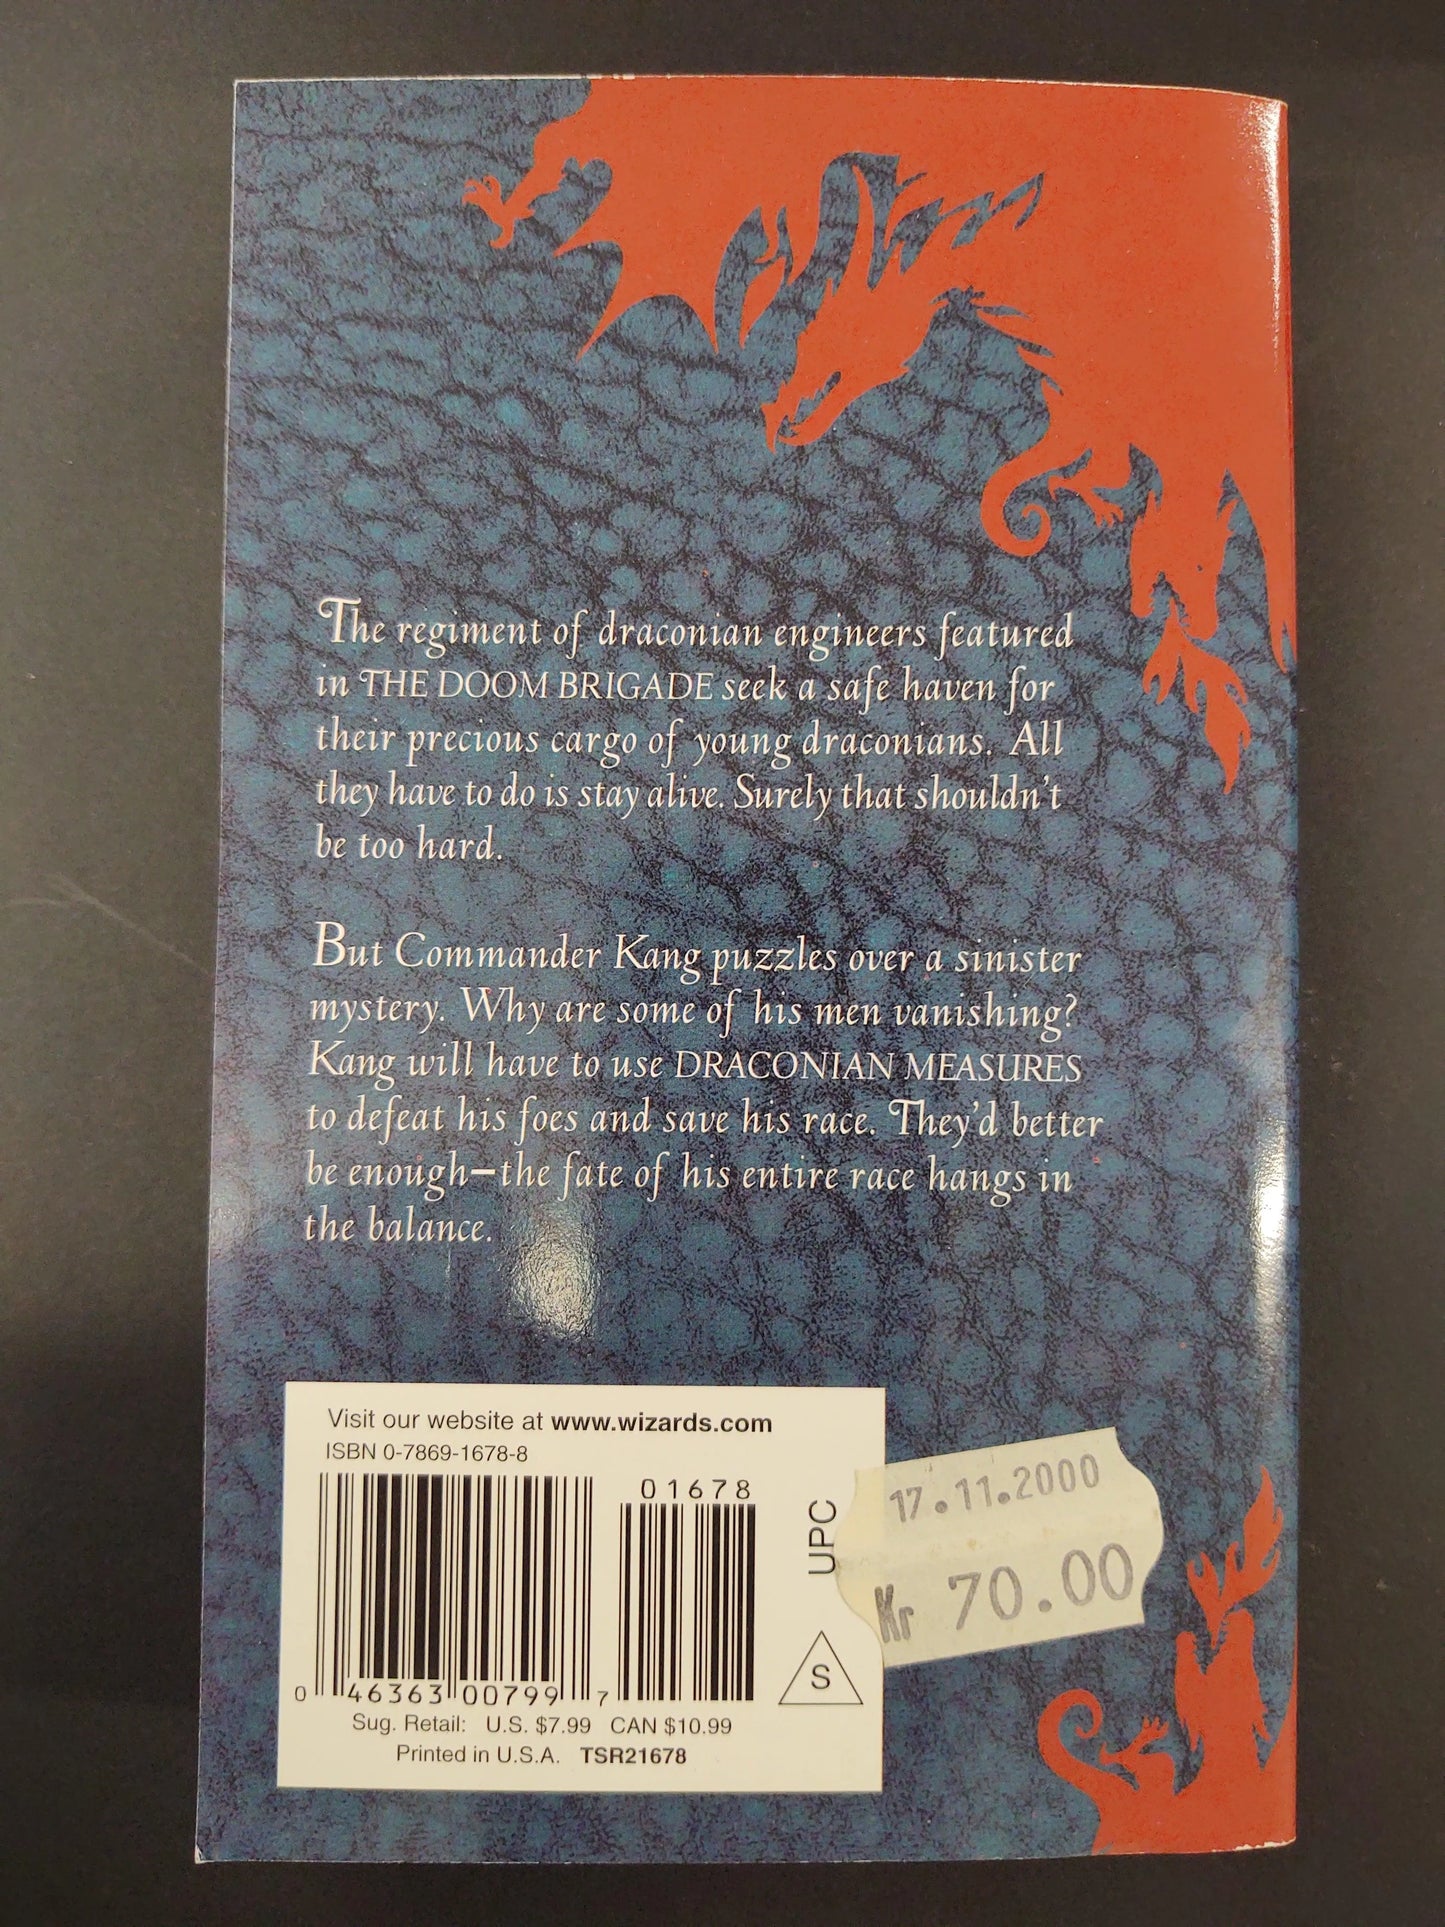 The regiment of draconian engineers featured
in THE DOOM BRIGADE seek a safe haven for
their precious cargo of young draconians. All
they have to do is stay alive. Surely that shouldn't
be too hard.
But Commander Kang puzzles over a sinister
mystery. Why are some of his men vanishing?
Kang will have to use DRACONIAN MEASURES
to defeat his foes and save his race. They'd better
be enough—the fate of his entire race hangs in
the balance.
Visit our website at www.wizards.com
ISBN 0-7869-1678-8
01678
UPC
17.11.2000
Kr 70.00
S
0 46363 00799 7
Sug. Retail: U.S. $7.99 CAN $10.99
Printed in U.S.A. TSR21678